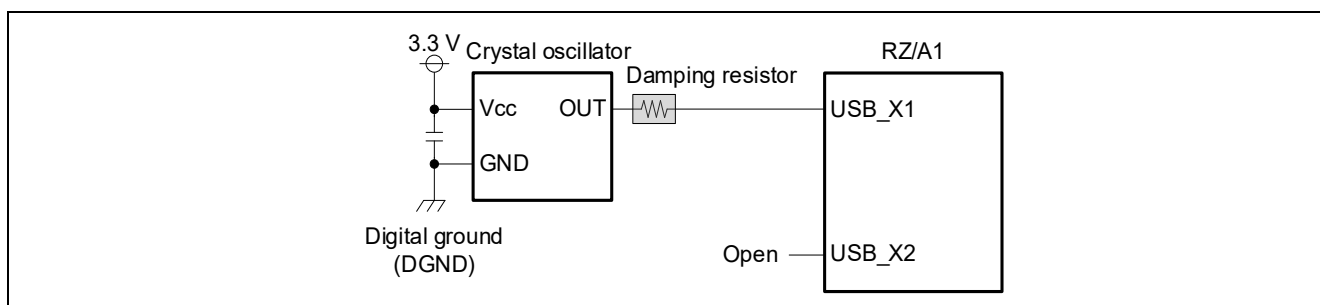 3.3 V
Crystal oscillator
RZ/A1
Damping resistor
Vcc
OUT
USB_X1
GND
Digital ground
(DGND)
Open
USB_X2